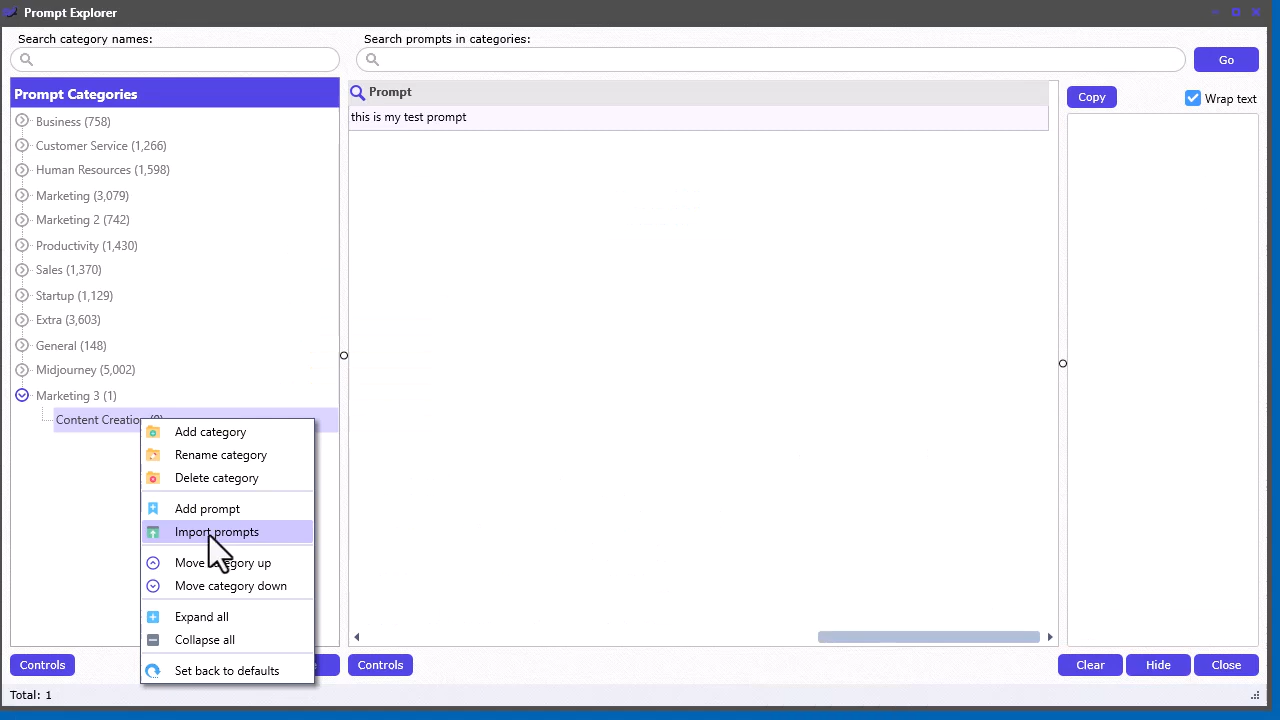 Prompt Explorer
Search category names:
Search prompts in categories:
Go
Prompt Categories
Business (758)
Customer Service (1,266)
Human Resources (1,598)
Marketing (3,079)
Marketing 2 (742)
Productivity (1,430)
Sales (1,370)
Startup (1,129)
Extra (3,603)
General (148)
Midjourney (5,002)
Marketing 3 (1)
Content Creation
Add category
Rename category
Delete category
Add prompt
Import prompts
Move category up
Move category down
Expand all
Collapse all
Set back to defaults
Controls
Total: 1
Prompt
this is my test prompt
Controls
Copy
Wrap text
Clear
Hide
Close